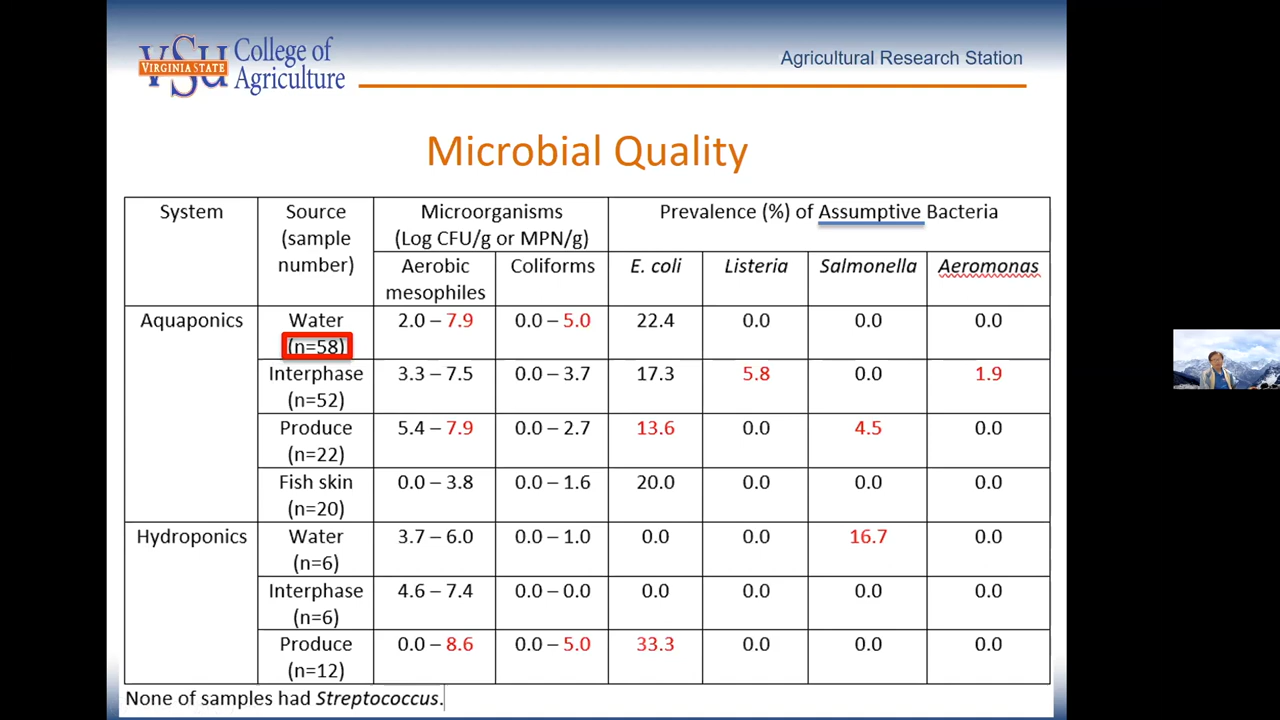 VSU College of
VIRGINIA STATE Agriculture
Agricultural Research Station
Microbial Quality
System Source Microorganisms Prevalence (%) of Assumptive Bacteria
(sample (Log CFU/g or MPN/g)
number) Aerobic Coliforms E. coli Listeria Salmonella Aeromonas
mesophiles
Aquaponics Water 2.0 – 7.9 0.0 – 5.0 22.4 0.0 0.0 0.0
(n=58)
Interphase 3.3 – 7.5 0.0 – 3.7 17.3 5.8 0.0 1.9
(n=52)
Produce 5.4 – 7.9 0.0 – 2.7 13.6 0.0 4.5 0.0
(n=22)
Fish skin 0.0 – 3.8 0.0 – 1.6 20.0 0.0 0.0 0.0
(n=20)
Hydroponics Water 3.7 – 6.0 0.0 – 1.0 0.0 0.0 16.7 0.0
(n=6)
Interphase 4.6 – 7.4 0.0 – 0.0 0.0 0.0 0.0 0.0
(n=6)
Produce 0.0 – 8.6 0.0 – 5.0 33.3 0.0 0.0 0.0
(n=12)
None of samples had Streptococcus.